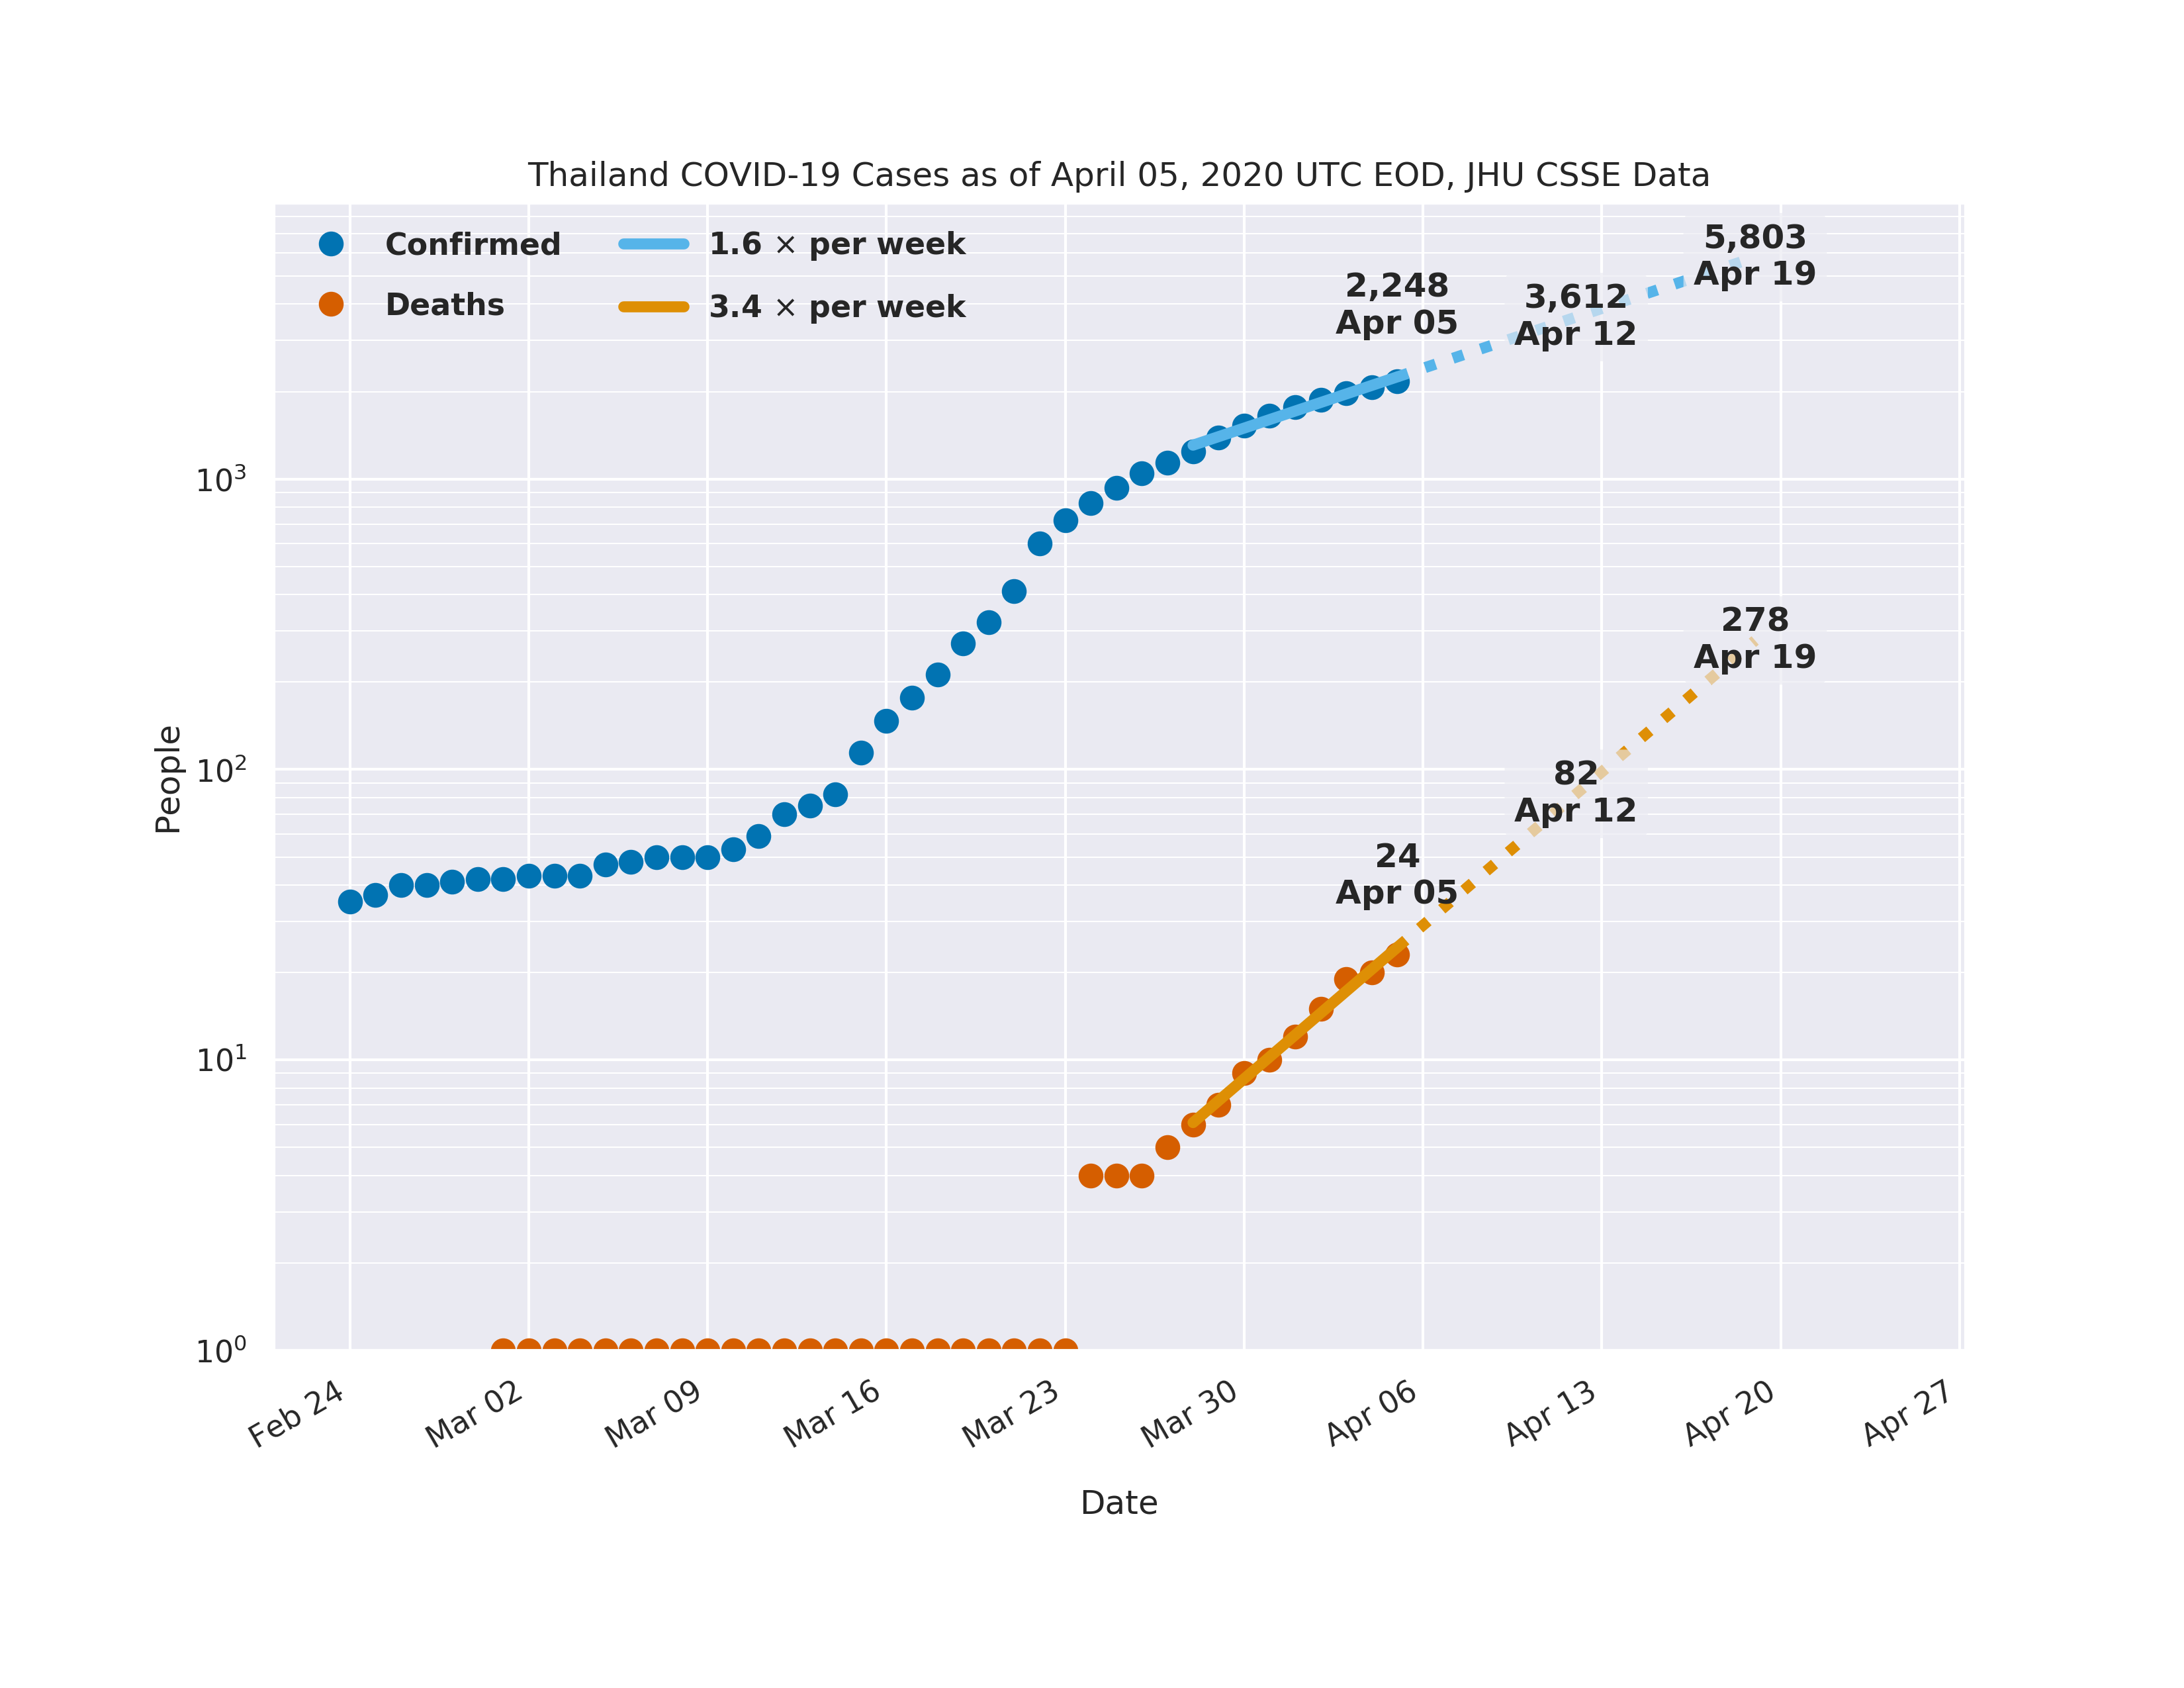 Thailand COVID-19 Cases as of April 05, 2020 UTC EOD, JHU CSSE Data
Confirmed
Deaths
1.6 × per week
3.4 × per week
5,803
Apr 19
2,248
Apr 05
3,612
Apr 12
278
Apr 19
82
Apr 12
24
Apr 05
People
10³
10²
10¹
10⁰
Feb 24
Mar 02
Mar 09
Mar 16
Mar 23
Mar 30
Apr 06
Apr 13
Apr 20
Apr 27
Date